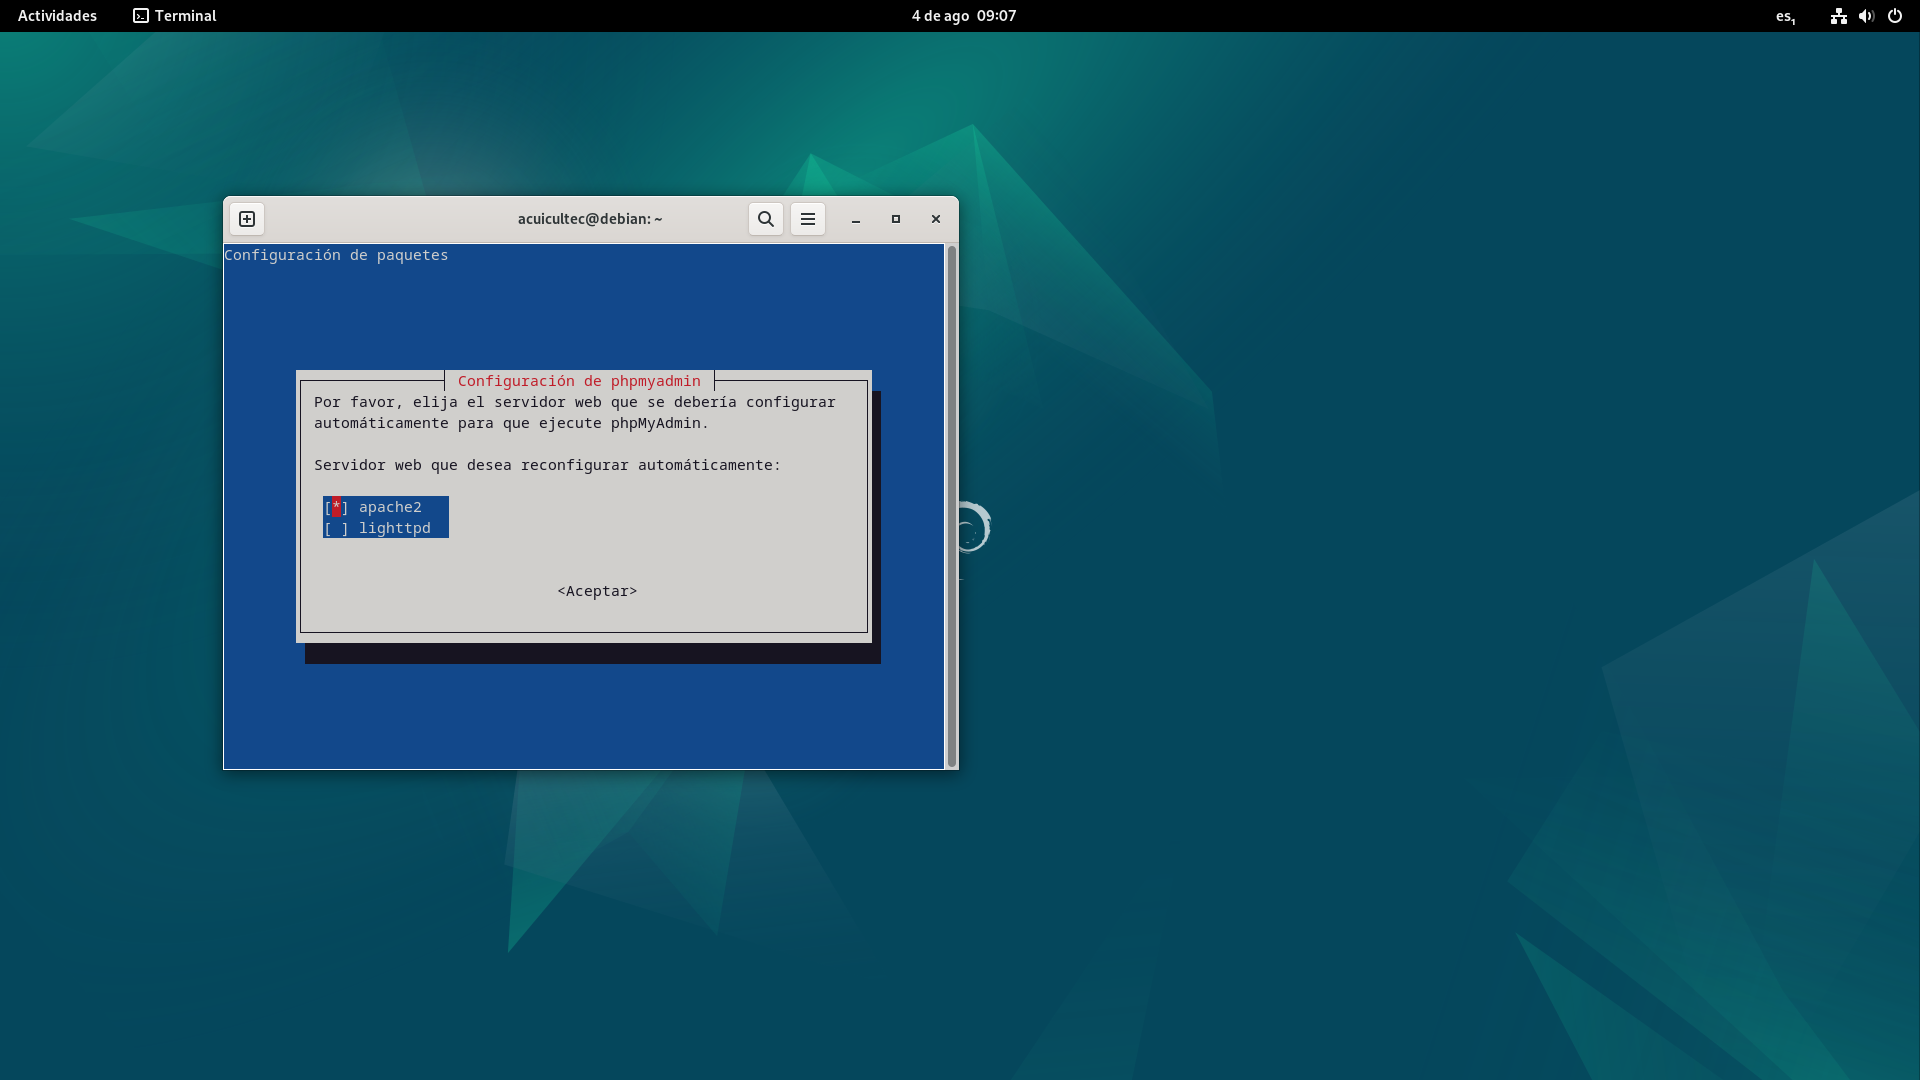 Actividades Terminal 4 de ago 09:07 es₁
acuicultec@debian: ~
Configuración de paquetes
Configuración de phpmyadmin
Por favor, elija el servidor web que se debería configurar
automáticamente para que ejecute phpMyAdmin.
Servidor web que desea reconfigurar automáticamente:
[*] apache2
[ ] lighttpd
<Aceptar>